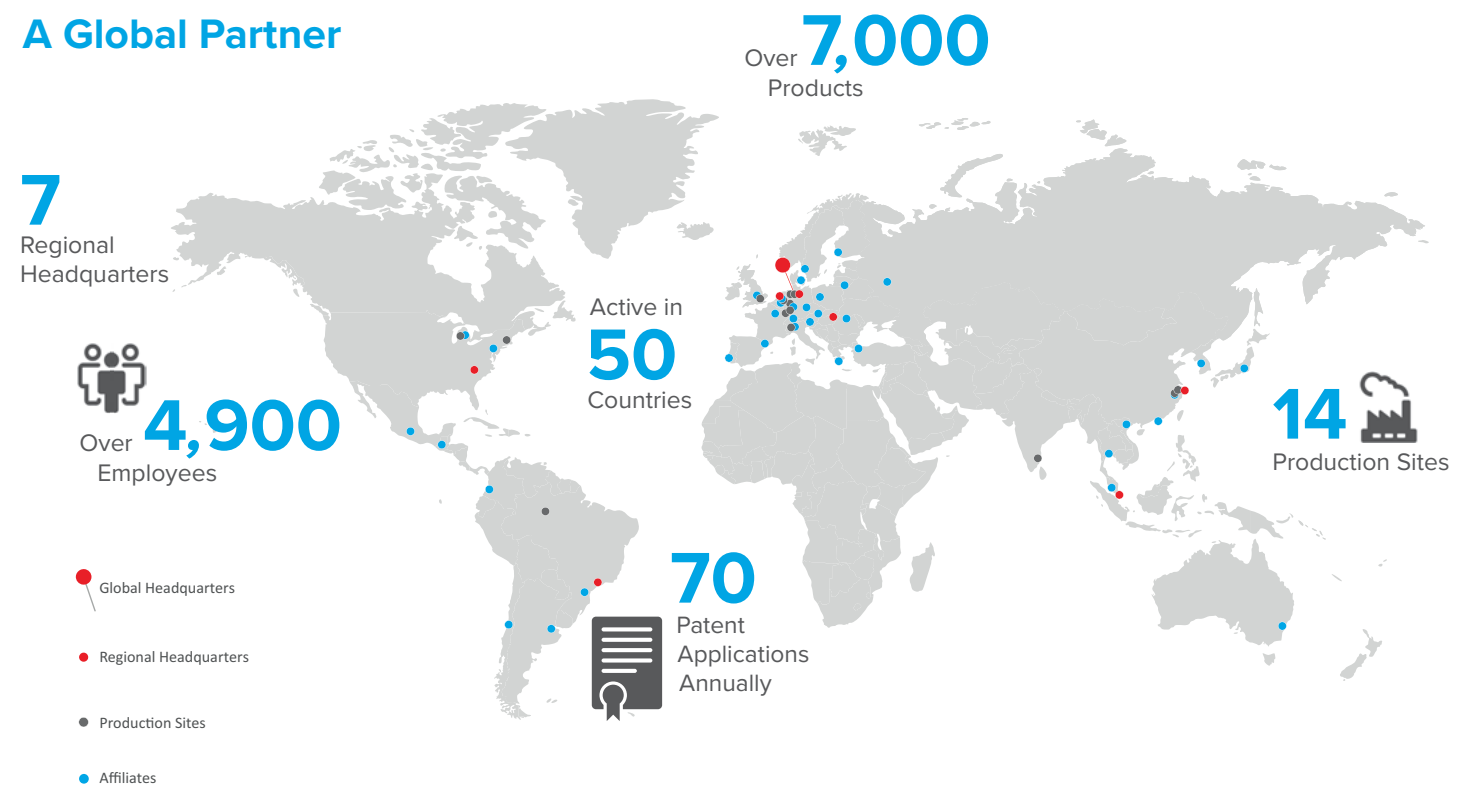 A Global Partner
Over 7,000
Products
7
Regional
Headquarters
Active in
50
Countries
Over 4,900
Employees
14
Production Sites
70
Patent
Applications
Annually
Global Headquarters
Regional Headquarters
Production Sites
Affiliates